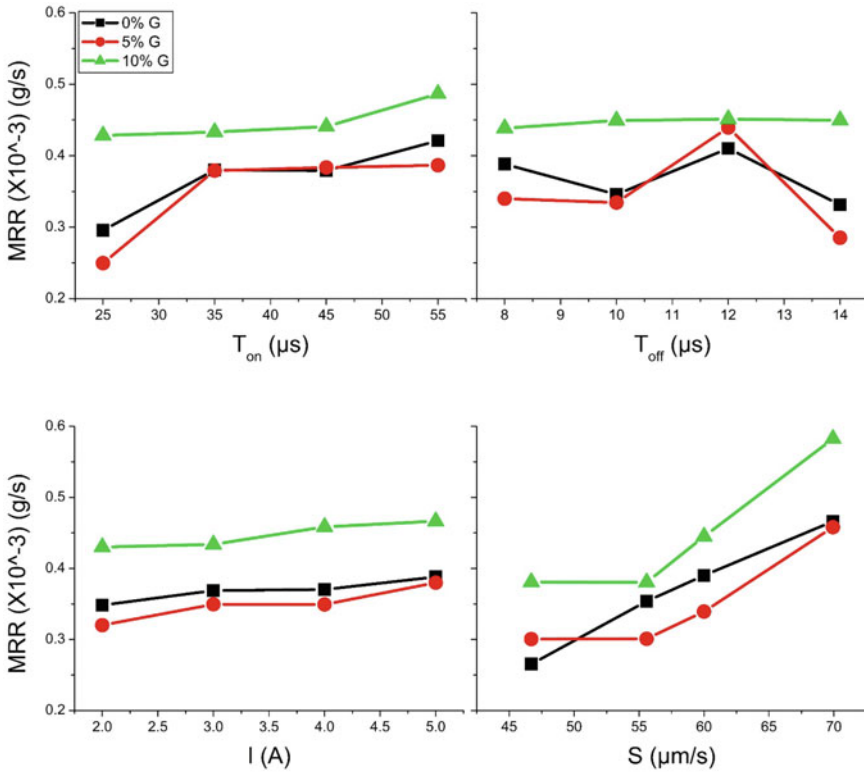 0% G
5% G
10% G
MRR (X10^-3) (g/s)
0.6
0.5
0.4
0.3
0.2
25 30 35 40 45 50 55
T_on (µs)
8 9 10 11 12 13 14
T_off (µs)
MRR (X10^-3) (g/s)
0.6
0.5
0.4
0.3
0.2
2.0 2.5 3.0 3.5 4.0 4.5 5.0
I (A)
45 50 55 60 65 70
S (µm/s)